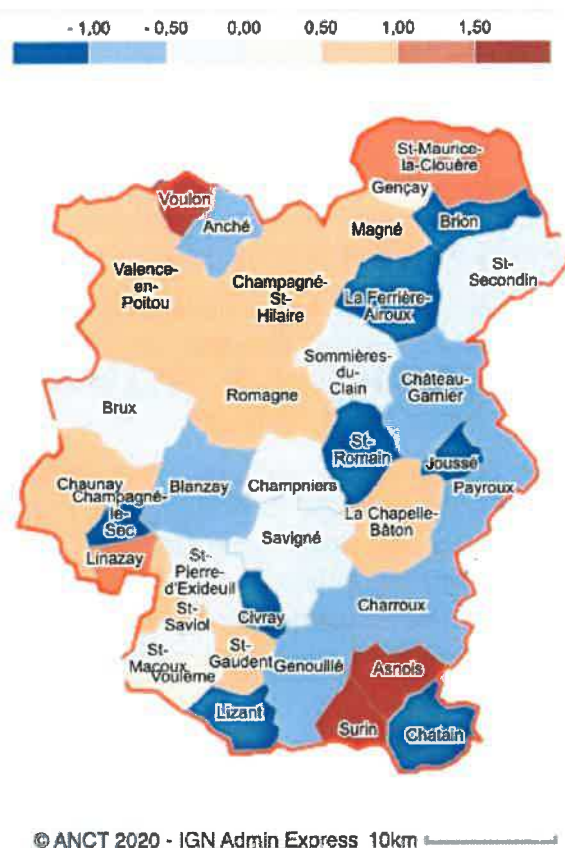 - 1,00 - 0,50 0,00 0,50 1,00 1,50
St-Maurice-
la-Clouère
Gençay
Voulon
Anché
Magné
Brion
St-
Secondin
Valence-
en-
Poitou
Champagné-
St-
Hilaire
La Ferrière-
Airoux
Sommières-
du-
Clain
Château-
Garnier
Romagne
Brux
St-
Romain
Joussé
Payroux
Chaunay
Champagné-
le-
Sec
Blanzay
Champniers
La Chapelle-
Bâton
Savigné
Linazay
St-
Pierre-
d'Exideuil
St-
Saviol
Civray
Charroux
St-
Macoux
Voulême
St-
Gaudent
Genouillé
Asnois
Lizant
Surin
Chatain
© ANCT 2020 - IGN Admin Express 10km